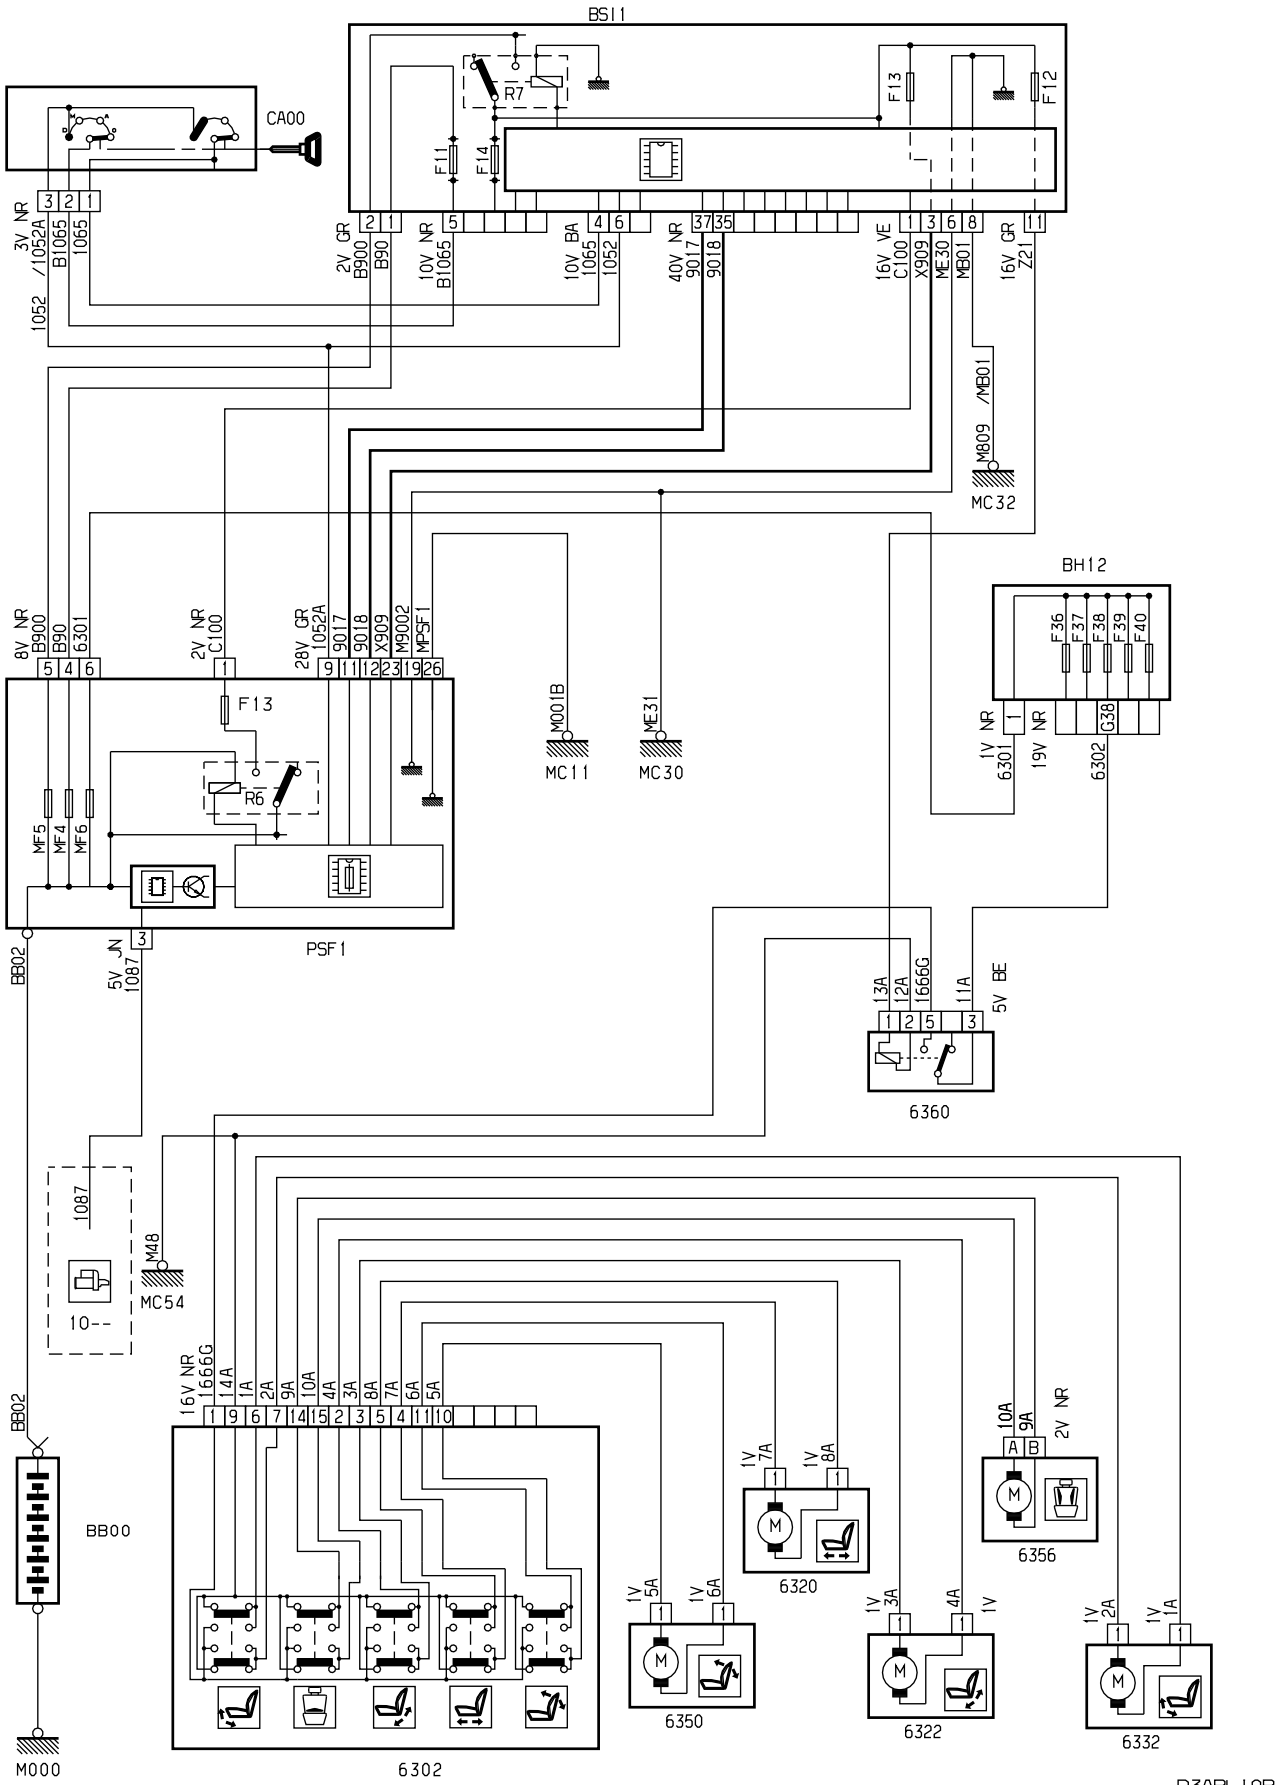 BSI1
CA00
D M A D
R7
F13
F12
F11
F14
3 2 1
2 1 5 4 6 37 35 1 3 6 8 11
3V NR
/1052A
B1065
1065
2V GR
B900
B90
10V NR
B1065
10V BA
1065
1052
40V NR
9017
9018
16V VE
C100
X909
ME30
MB01
16V GR
Z21
1052
/MB01
M809
MC32
BH12
F36
F37
F38
F39
F40
8V NR
B900
B90
6301
2V NR
C100
28V GR
1052A
9017
9018
X909
M9002
MPSF1
5 4 6 1 9 11 12 23 19 26
M001B
MC11
ME31
MC30
1
G38
1V NR
6301
19V NR
6302
F13
R6
MF5
MF4
MF6
PSF1
3
BB02
5V JN
1087
13A
12A
1666G
11A
5V BE
1 2 5 3
6360
1087
10--
M48
MC54
BB02
16V NR
1666G
14A
1A
2A
9A
10A
4A
3A
8A
7A
6A
5A
1 9 6 7 14 15 2 3 5 4 11 10
10A
9A
2V NR
A B
M
6356
BB00
1V
7A
1V
8A
1 1
M
6320
1V
5A
1V
6A
1 1
M
6350
1V
3A
4A
1V
1 1
M
6322
1V
2A
1V
1A
1 1
M
6332
M000
6302